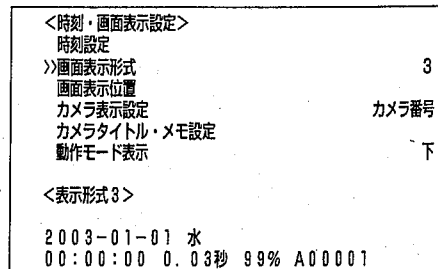 <時刻・画面表示設定>
時刻設定
>>画面表示形式 3
画面表示位置
カメラ表示設定 カメラ番号
カメラタイトル・メモ設定
動作モード表示 下
<表示形式3>
2003-01-01 水
00:00:00 0.03秒 99% A00001